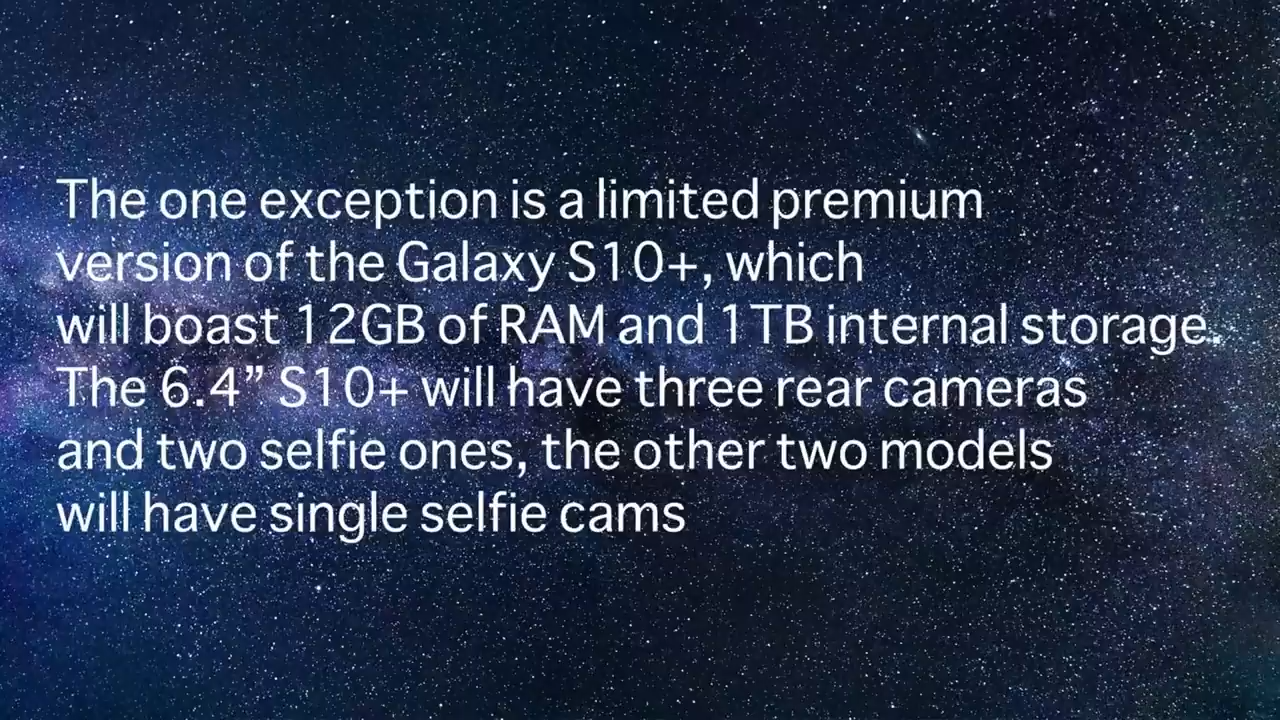 The one exception is a limited premium
version of the Galaxy S10+, which
will boast 12GB of RAM and 1TB internal storage.
The 6.4” S10+ will have three rear cameras
and two selfie ones, the other two models
will have single selfie cams